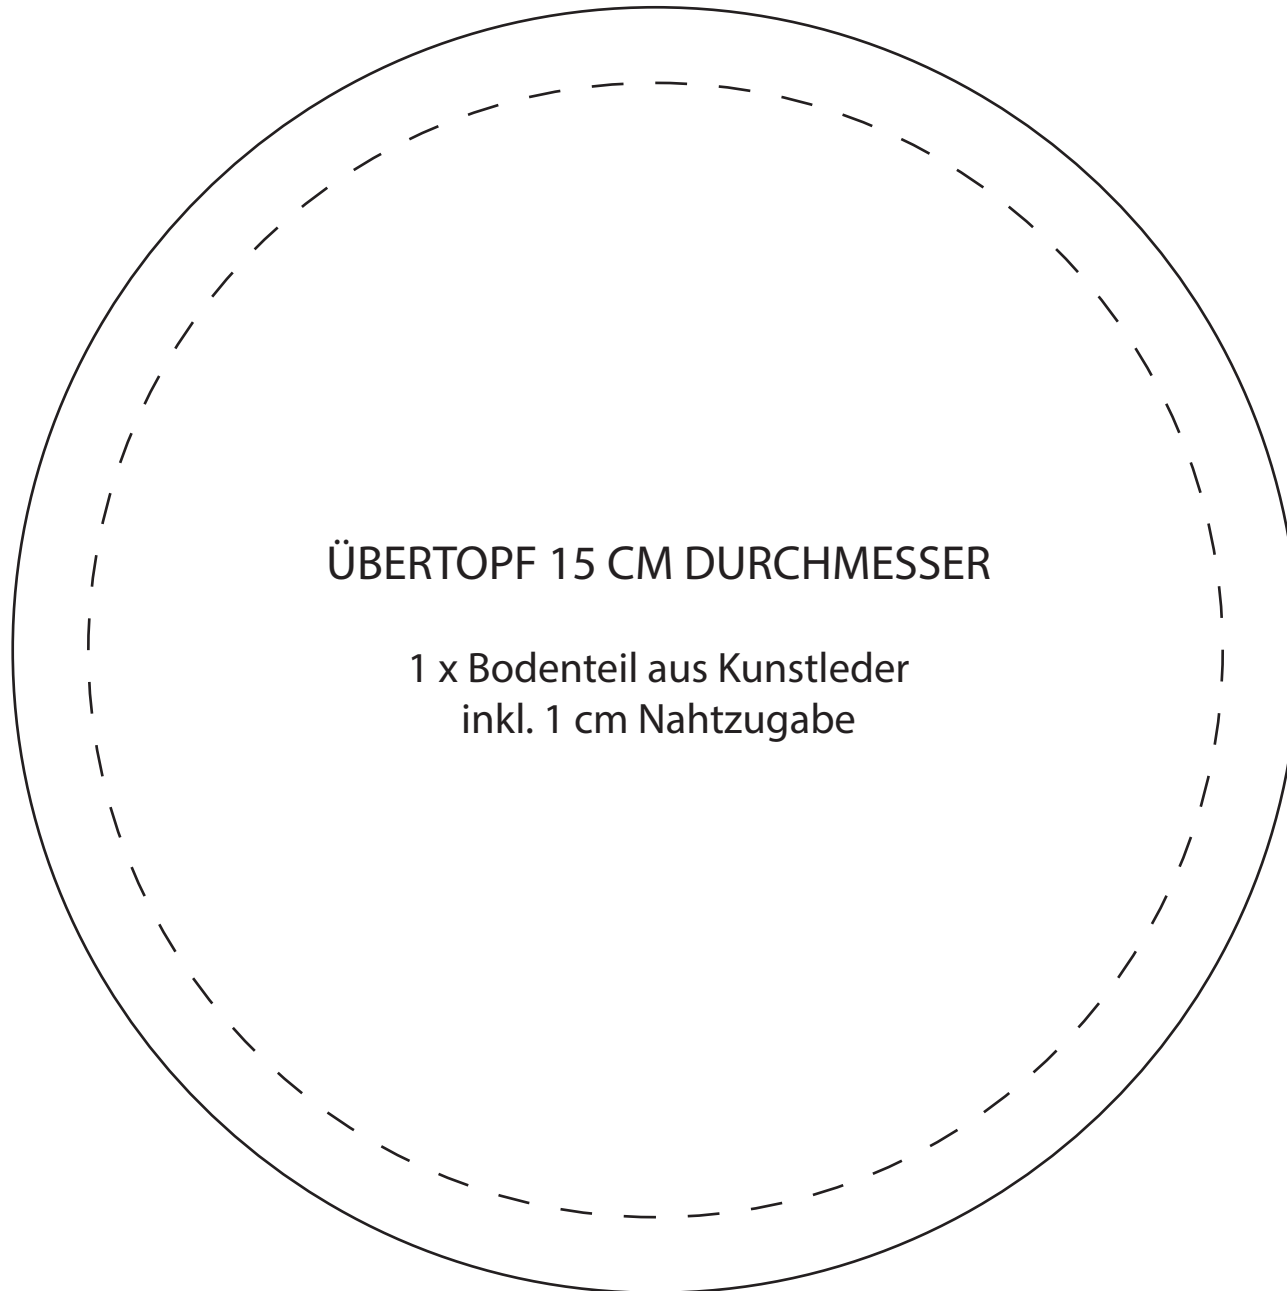 ÜBERTOPF 15 CM DURCHMESSER
1 x Bodenteil aus Kunstleder
inkl. 1 cm Nahtzugabe